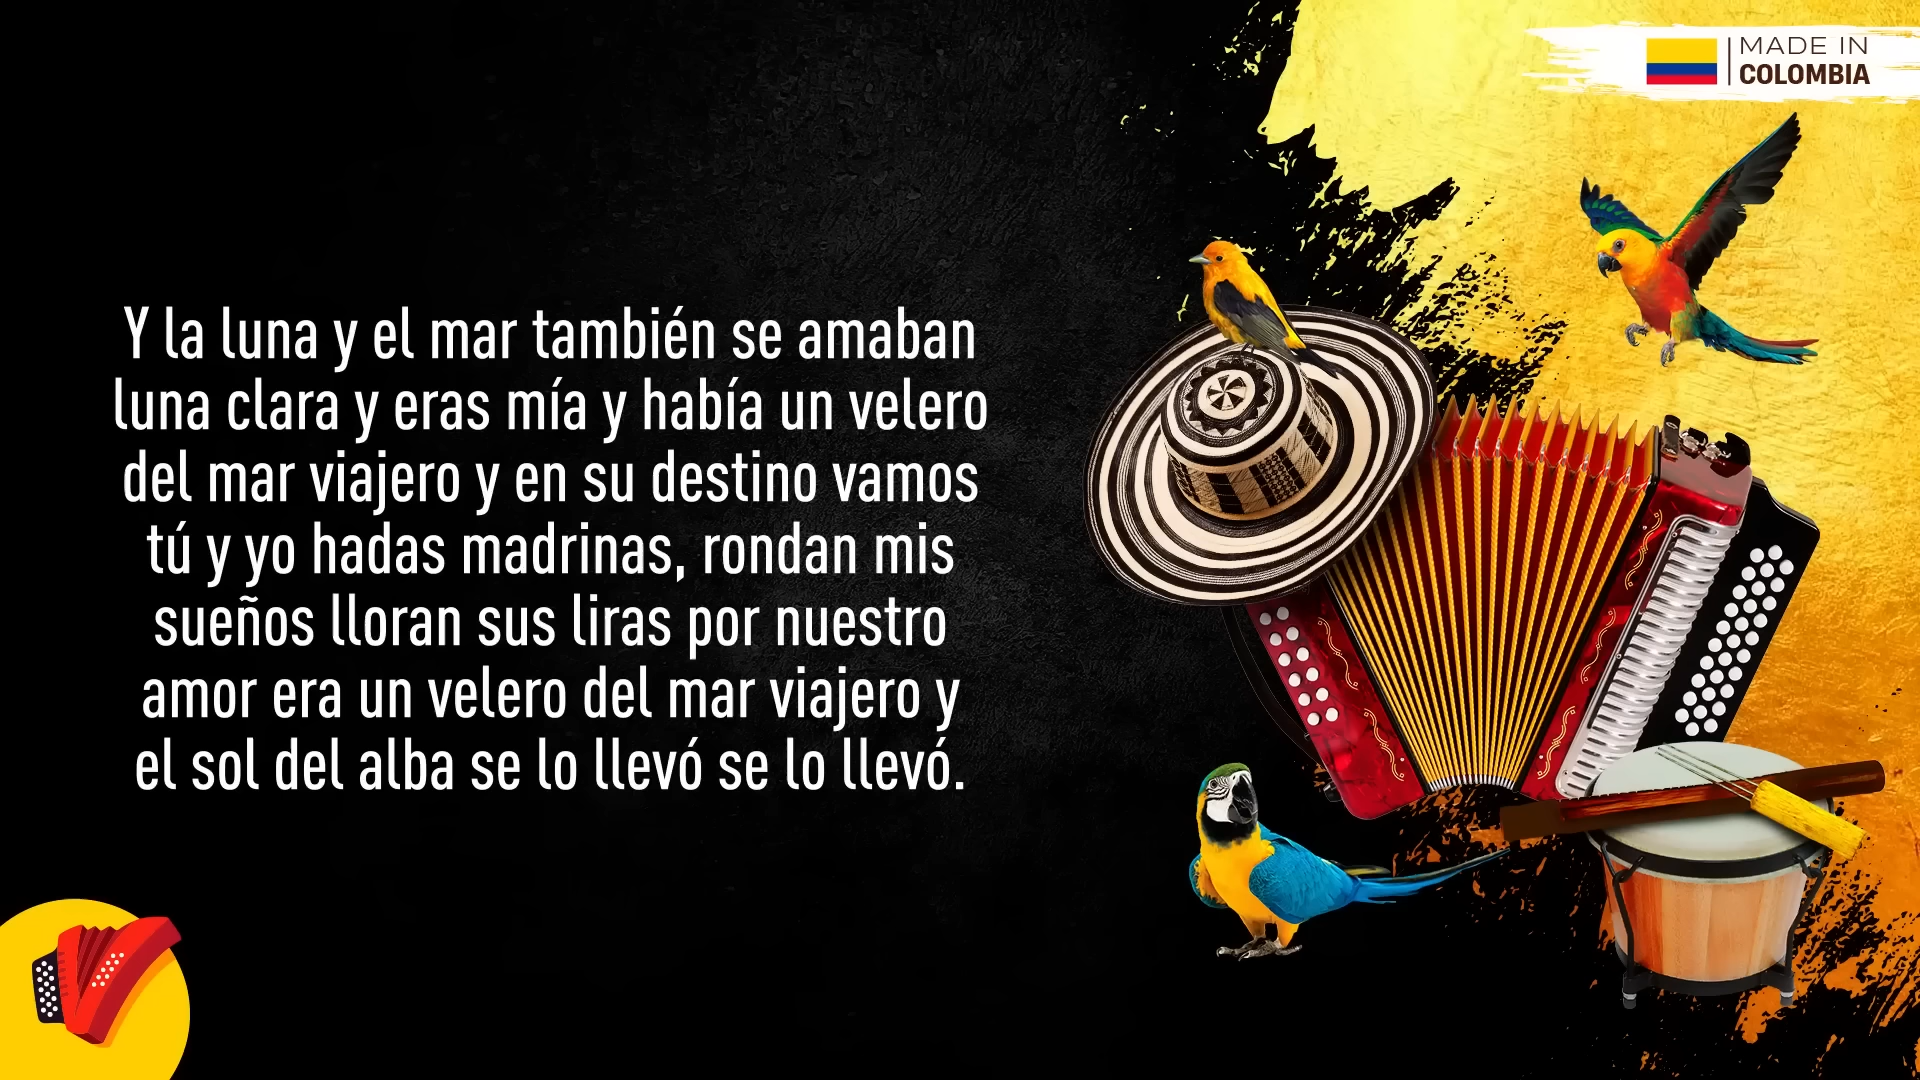 MADE IN
COLOMBIA
Y la luna y el mar también se amaban
luna clara y eras mía y había un velero
del mar viajero y en su destino vamos
tú y yo hadas madrinas, rondan mis
sueños lloran sus liras por nuestro
amor era un velero del mar viajero y
el sol del alba se lo llevó se lo llevó.